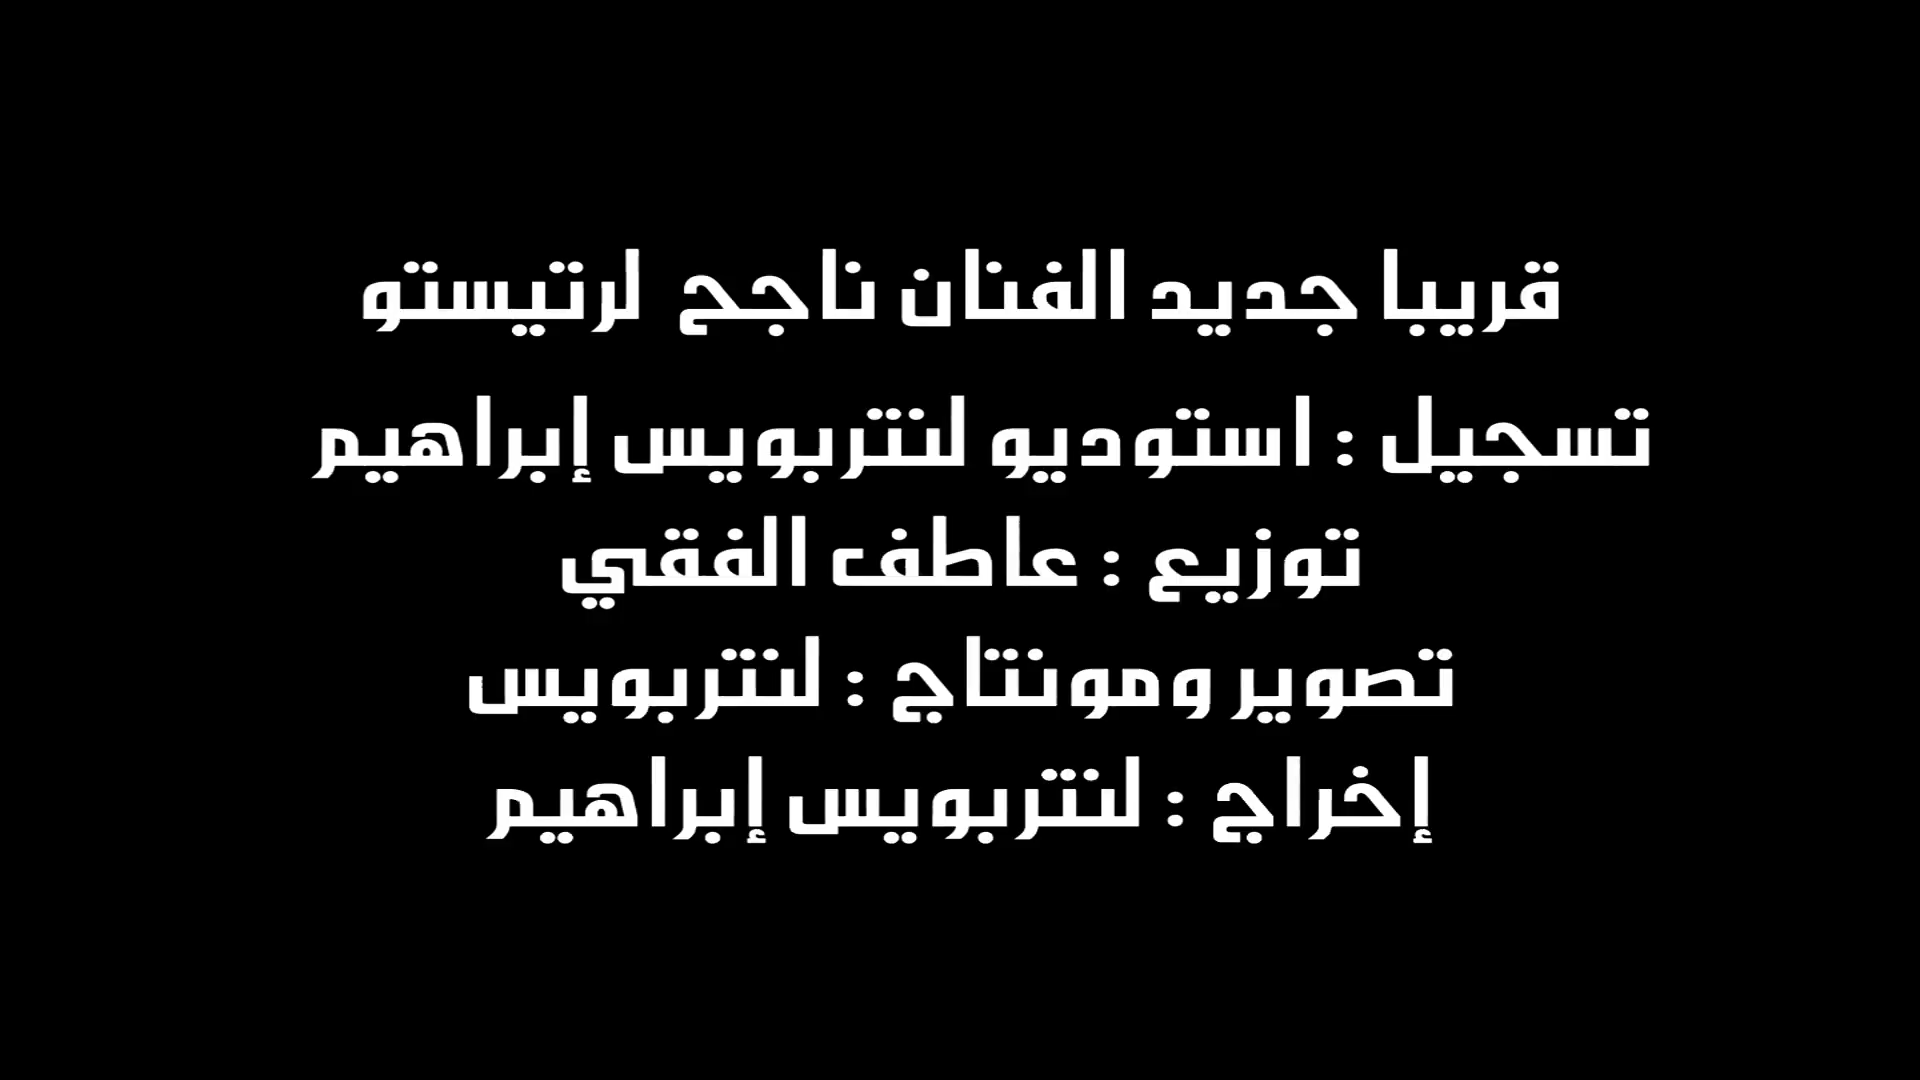 قريبا جديد الفنان ناجح لرتيستو
تسجيل : استوديو لنتربويس إبراهيم
توزيع : عاطف الفقي
تصوير ومونتاج : لنتربويس
إخراج : لنتربويس إبراهيم